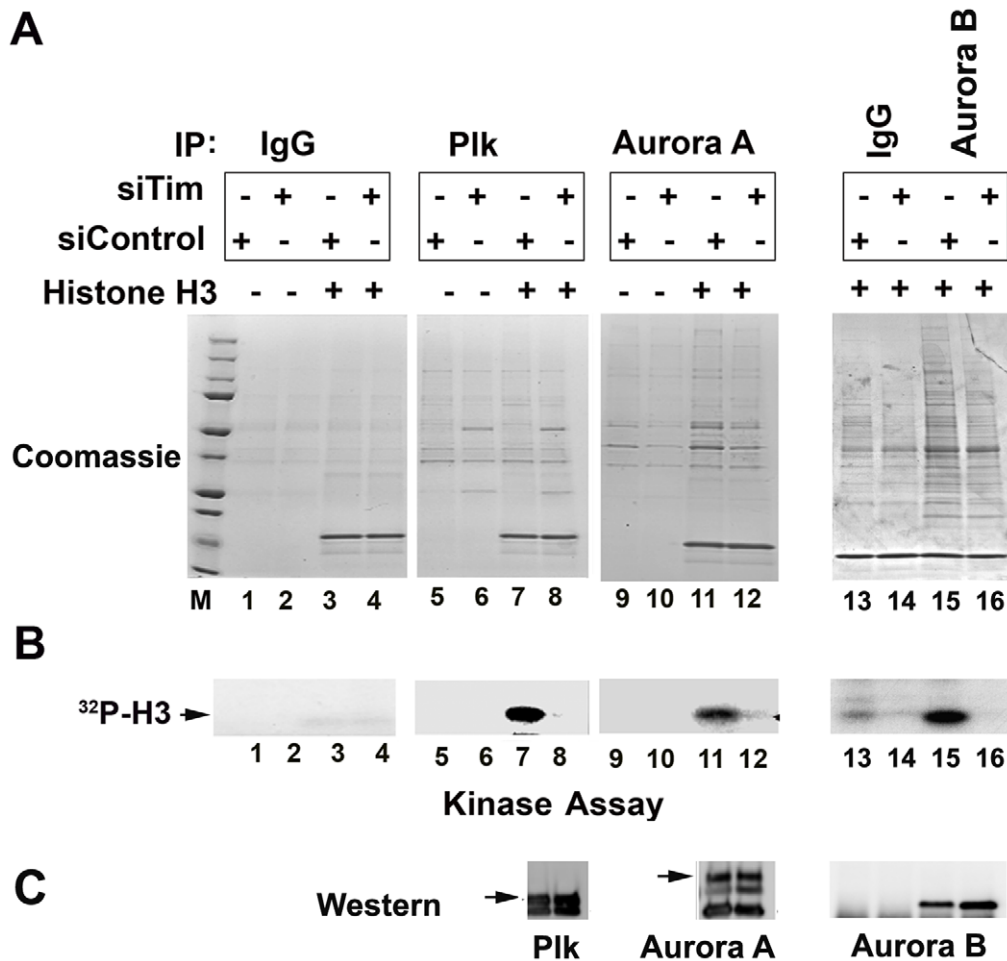 A
IP: IgG Plk Aurora A IgG Aurora B
siTim - + - + - + - + - + - + - + - +
siControl + - + - + - + - + - + - + - + -
Histone H3 - - + + - - + + - - + + + + + +
Coomassie
M 1 2 3 4 5 6 7 8 9 10 11 12 13 14 15 16
B
32P-H3
1 2 3 4 5 6 7 8 9 10 11 12 13 14 15 16
Kinase Assay
C
Western
Plk Aurora A Aurora B